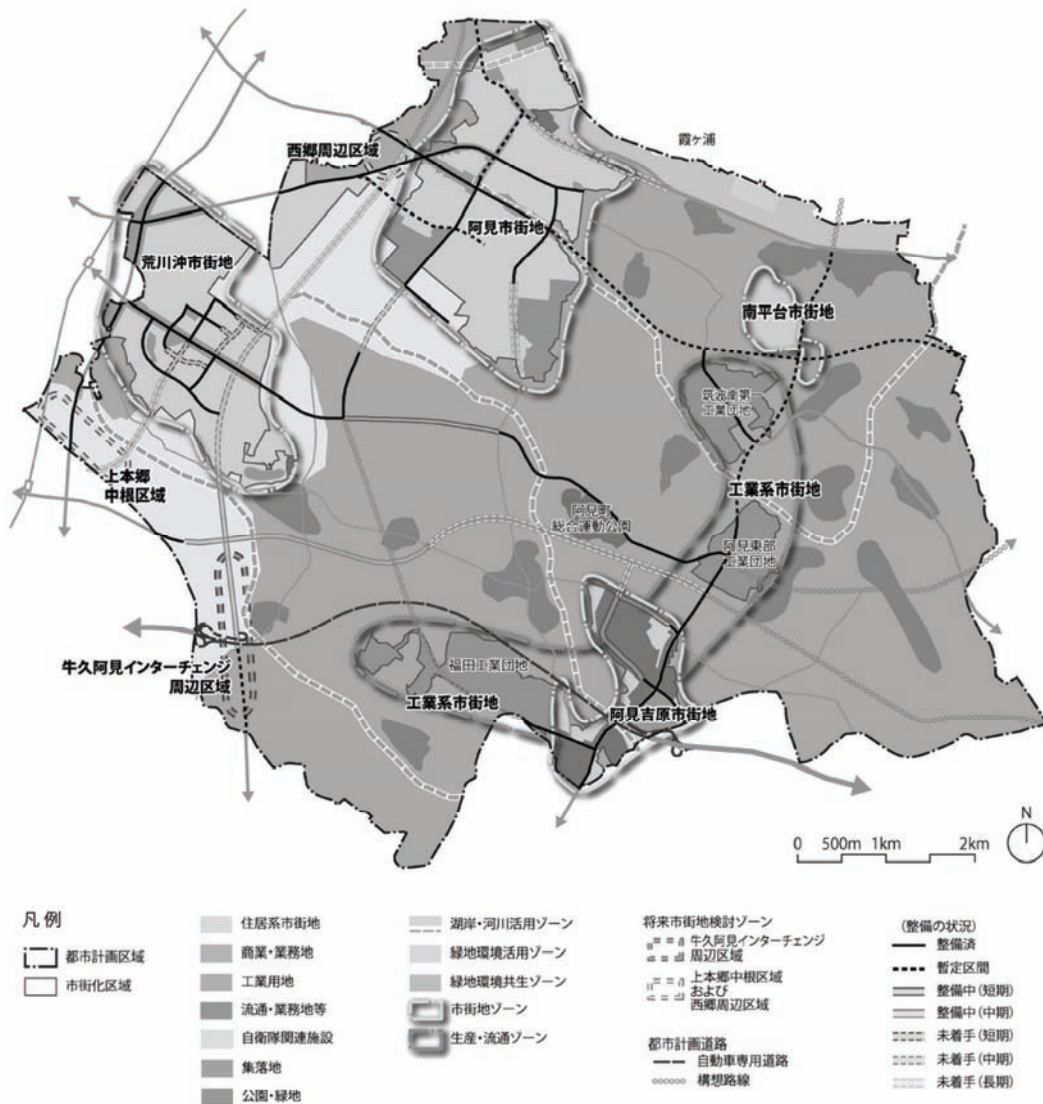 霞ヶ浦
西郷周辺区域
阿見市街地
荒川沖市街地
南平台市街地
筑波南第一
工業団地
上本郷
中根区域
工業系市街地
阿見町
総合運動公園
阿見東部
工業団地
牛久阿見インターチェンジ
周辺区域
福田工業団地
工業系市街地
阿見吉原市街地
N
0 500m 1km 2km
凡例
都市計画区域
市街化区域
住居系市街地
商業・業務地
工業用地
流通・業務地等
自衛隊関連施設
集落地
公園・緑地
湖岸・河川活用ゾーン
緑地環境活用ゾーン
緑地環境共生ゾーン
市街地ゾーン
生産・流通ゾーン
将来市街地検討ゾーン
牛久阿見インターチェンジ
周辺区域
上本郷中根区域
および
西郷周辺区域
都市計画道路
自動車専用道路
構想路線
(整備の状況)
整備済
暫定区間
整備中(短期)
整備中(中期)
未着手(短期)
未着手(中期)
未着手(長期)